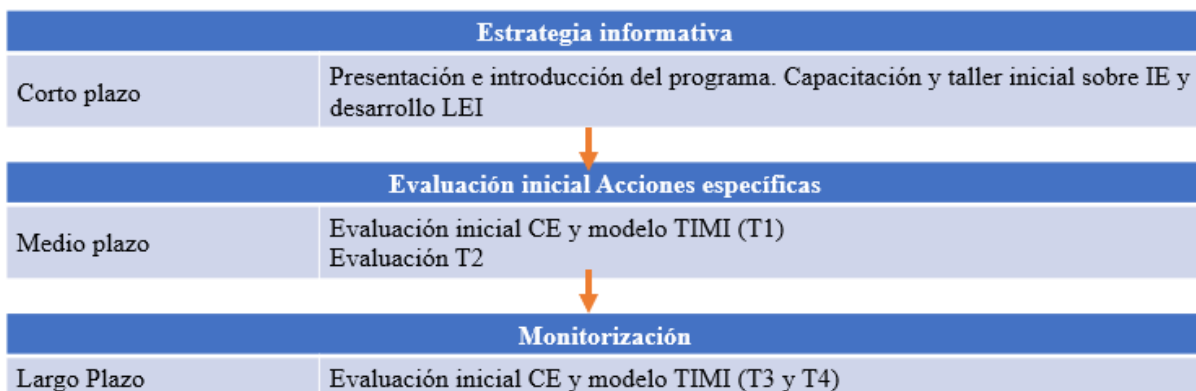 Estrategia informativa
Corto plazo
Presentación e introducción del programa. Capacitación y taller inicial sobre IE y
desarrollo LEI
Evaluación inicial Acciones específicas
Medio plazo
Evaluación inicial CE y modelo TIMI (T1)
Evaluación T2
Monitorización
Largo Plazo
Evaluación inicial CE y modelo TIMI (T3 y T4)